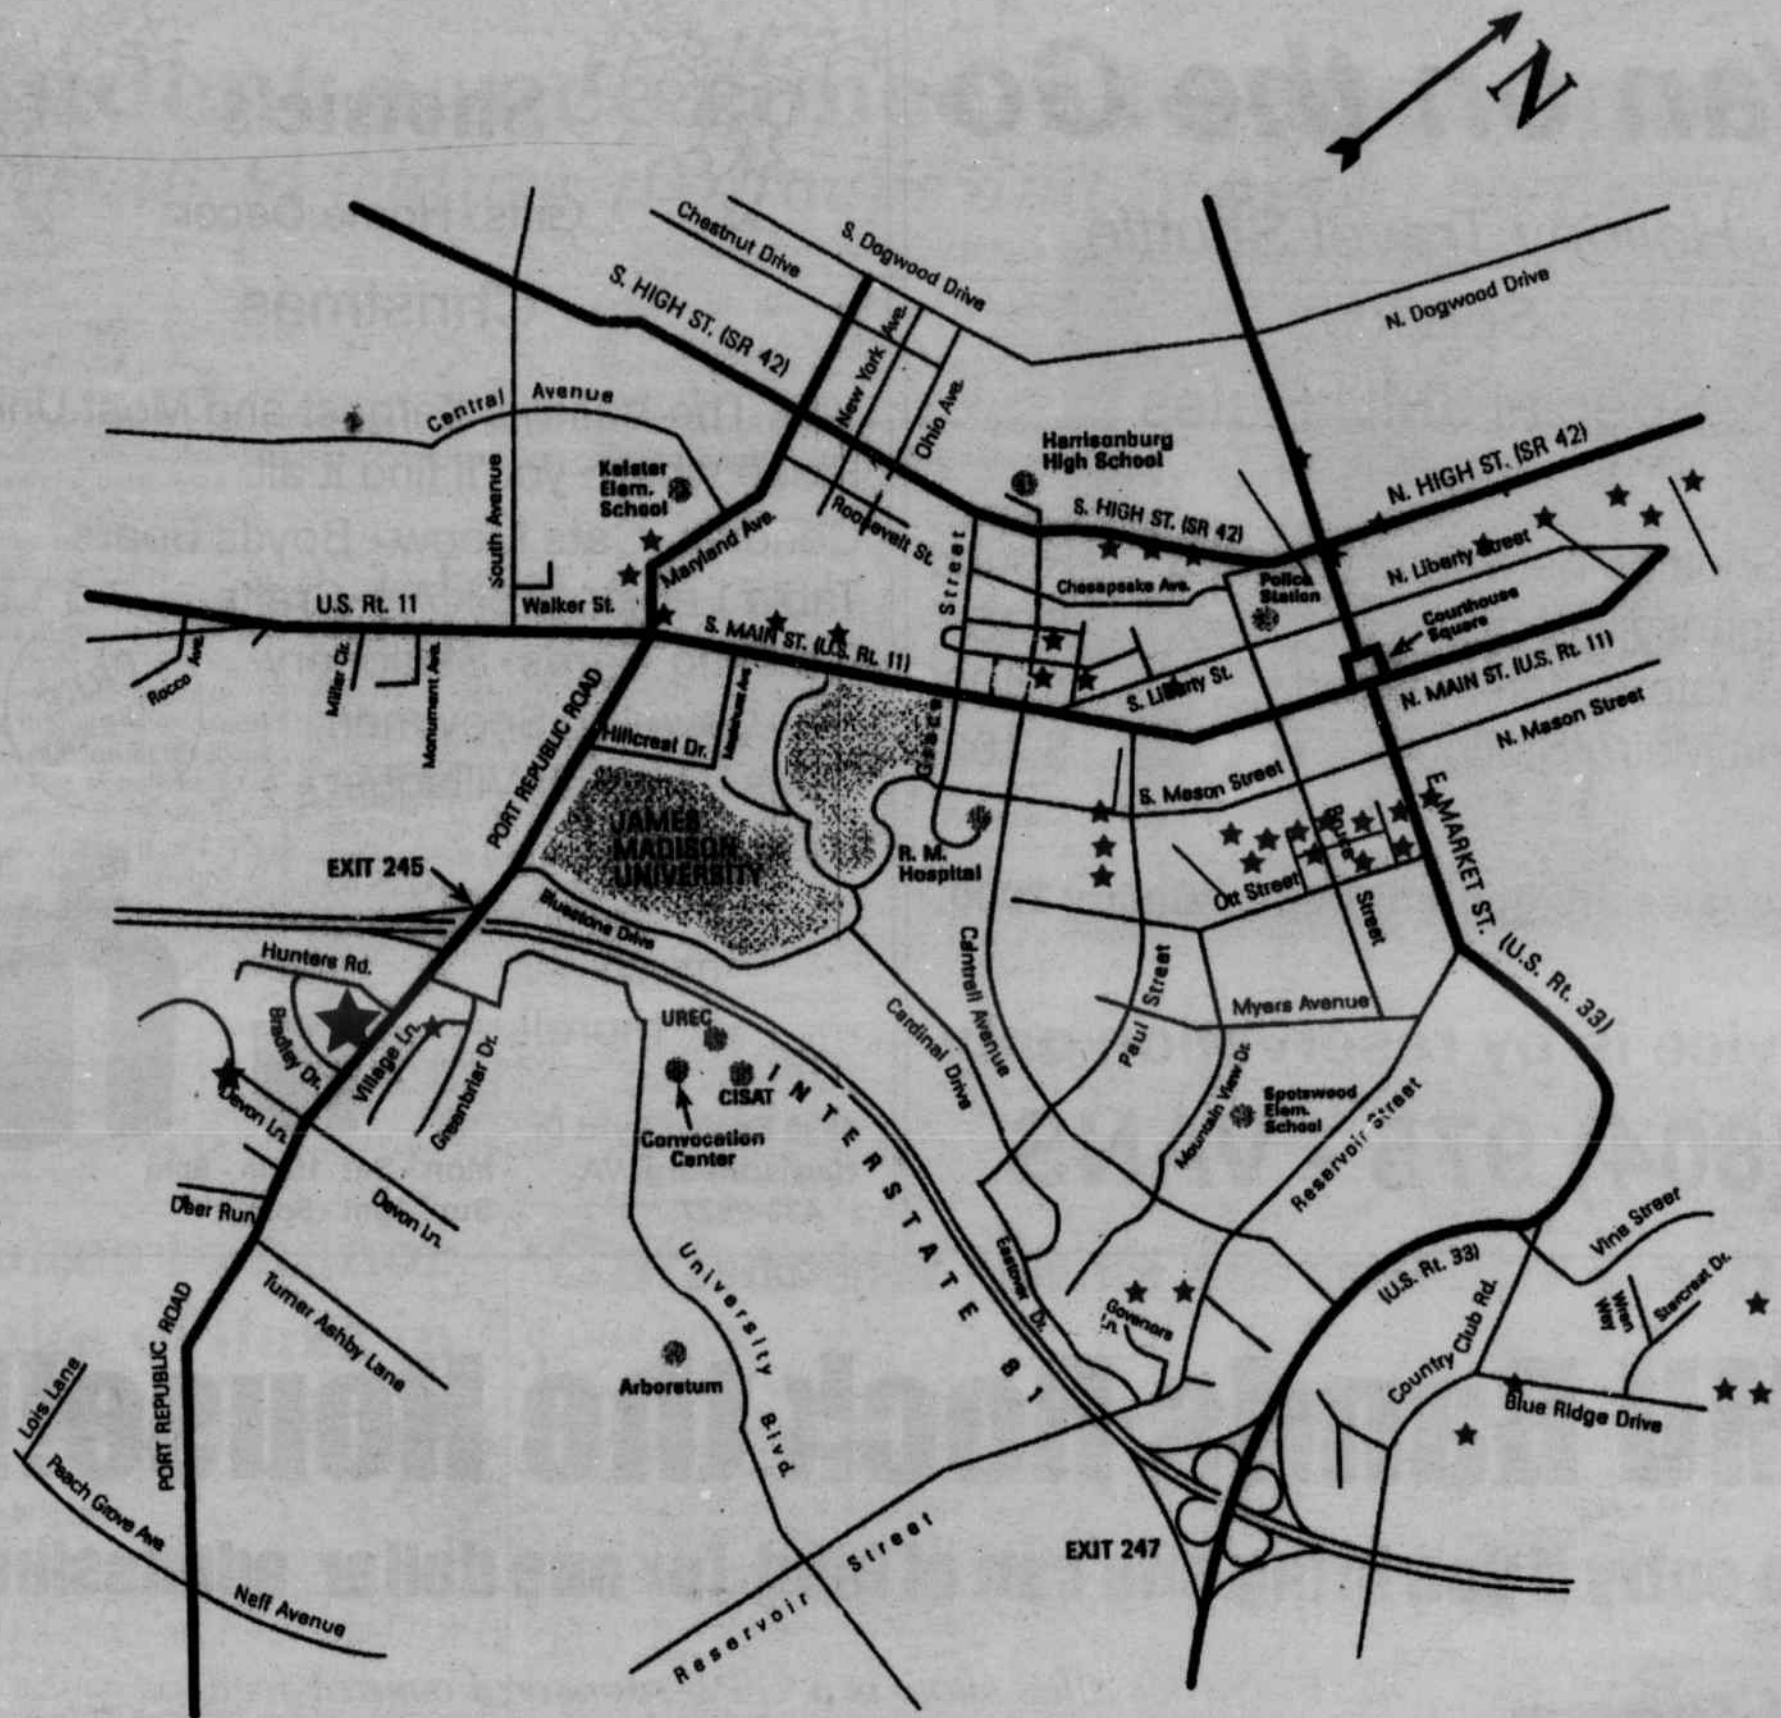 N
Chestnut Drive
S. Dogwood Drive
N. Dogwood Drive
S. HIGH ST. (SR 42)
New York Ave.
Ohio Ave.
Central Avenue
South Avenue
Keister
Elem.
School
Harrisonburg
High School
S. HIGH ST. (SR 42)
N. HIGH ST. (SR 42)
Roosevelt St.
Maryland Ave.
Chesapeake Ave.
Police
Station
N. Liberty Street
Courthouse
Square
U.S. Rt. 11
Walker St.
S. MAIN ST. (U.S. Rt. 11)
Grace Street
S. Liberty St.
N. MAIN ST. (U.S. Rt. 11)
N. Mason Street
Rocco Ave.
Miller Cir.
Monument Ave.
PORT REPUBLIC ROAD
Hillcrest Dr.
S. Mason Street
E. MARKET ST. (U.S. Rt. 33)
JAMES
MADISON
UNIVERSITY
R. M.
Hospital
Ott Street
Street
EXIT 245
Bluestone Drive
Hunters Rd.
Bradley Dr.
Village Ln.
Greenbriar Dr.
Devon Ln.
UREC
CISAT
Convocation
Center
INTERSTATE 81
Cardinal Drive
Cantrell Avenue
Paul Street
Myers Avenue
Mountain View Dr.
Spotswood
Elem.
School
Reservoir Street
Deer Run
Devon Ln.
Turner Ashby Lane
University Blvd
Eastover Dr.
Governors
Ln.
(U.S. Rt. 33)
Country Club Rd.
Vine Street
Wren
Way
Starcrest Dr.
Blue Ridge Drive
PORT REPUBLIC ROAD
Arboretum
Lois Lane
Peach Grove Ave
Neff Avenue
Reservoir Street
EXIT 247